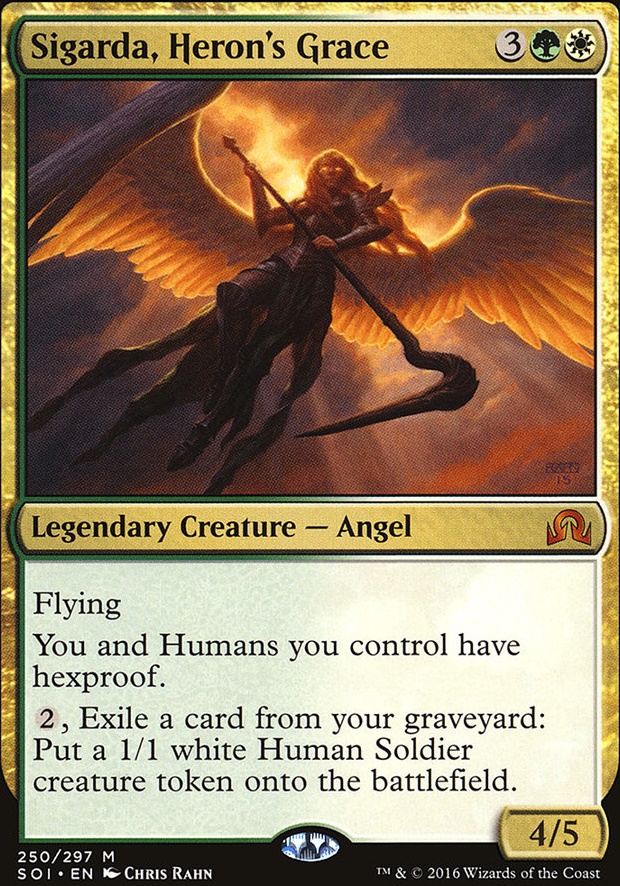 Sigarda, Heron's Grace 3
Legendary Creature — Angel
Flying
You and Humans you control have
hexproof.
2, Exile a card from your graveyard:
Put a 1/1 white Human Soldier
creature token onto the battlefield.
4/5
250/297 M
SOI • EN Chris Rahn
™ & © 2016 Wizards of the Coast